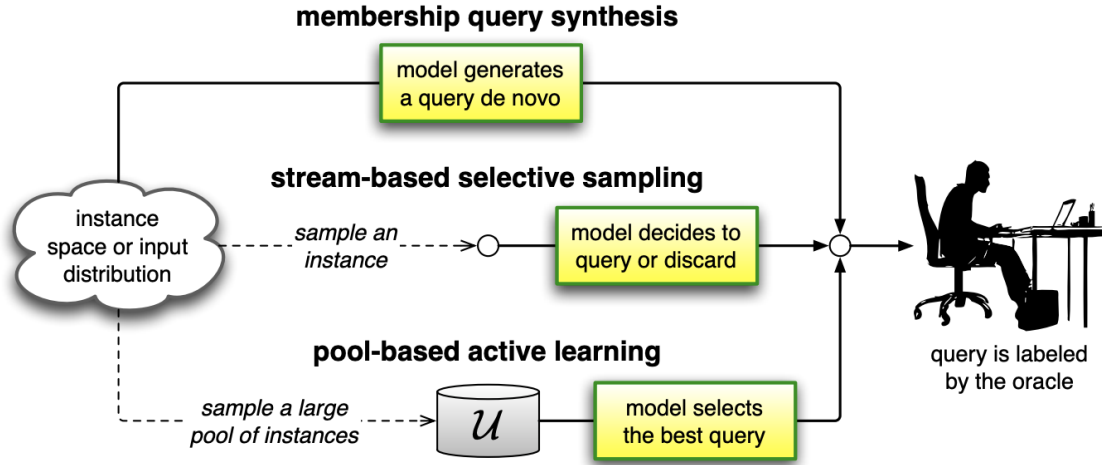 membership query synthesis
model generates
a query de novo
stream-based selective sampling
instance
space or input
distribution
sample an
instance
model decides to
query or discard
pool-based active learning
sample a large
pool of instances
U
model selects
the best query
query is labeled
by the oracle